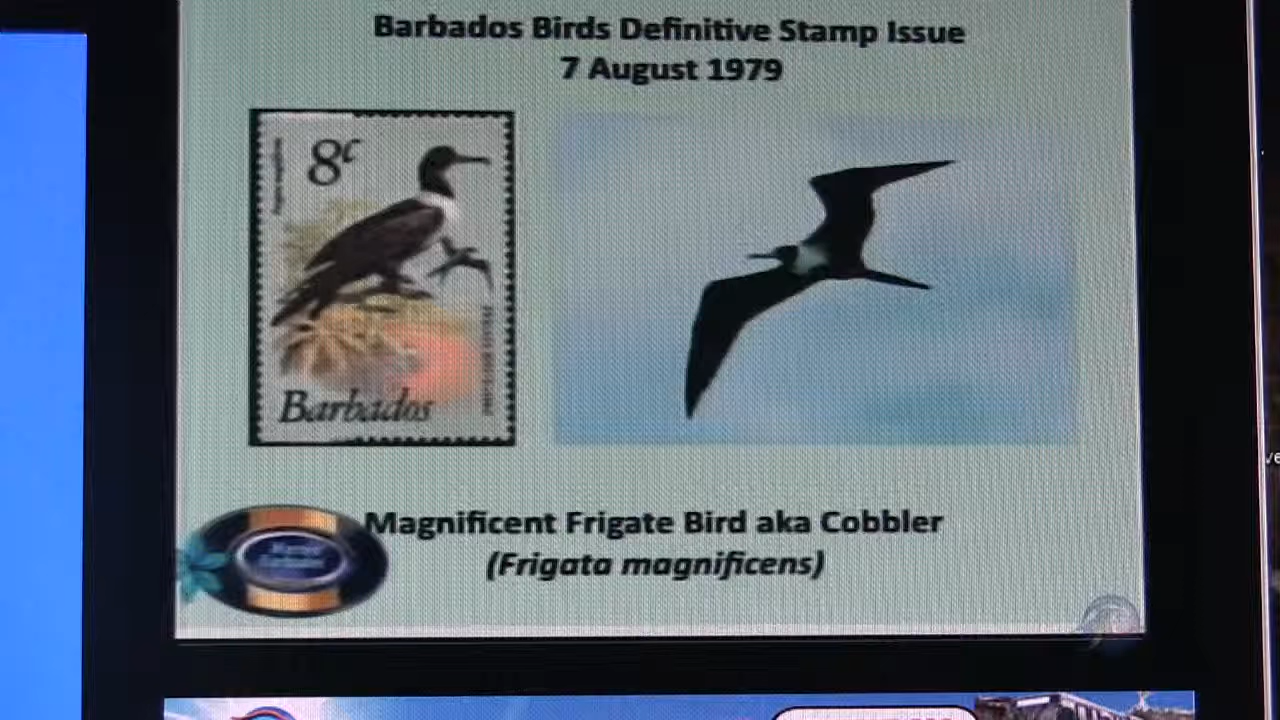 Barbados Birds Definitive Stamp Issue
7 August 1979
8c
Barbados
Magnificent Frigate Bird aka Cobbler
(Frigata magnificens)